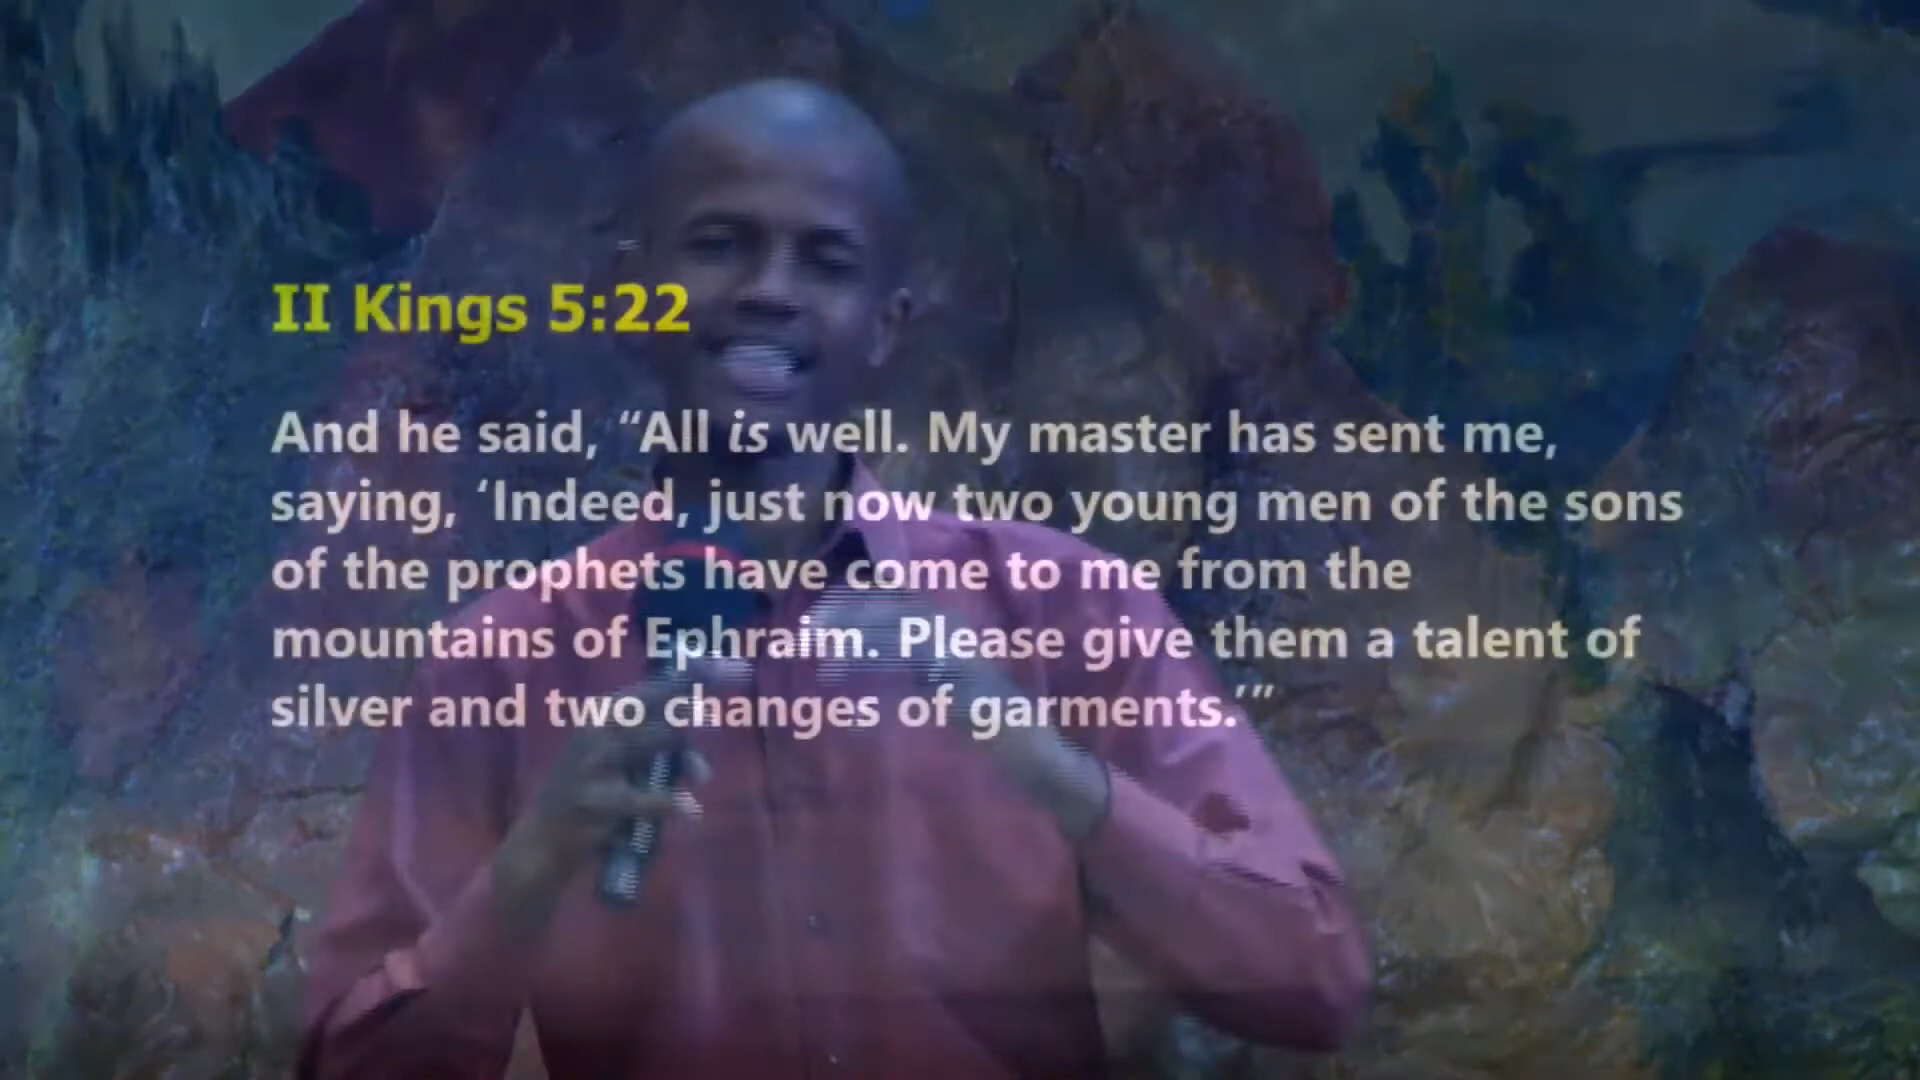 II Kings 5:22
And he said, “All is well. My master has sent me,
saying, ‘Indeed, just now two young men of the sons
of the prophets have come to me from the
mountains of Ephraim. Please give them a talent of
silver and two changes of garments.’”